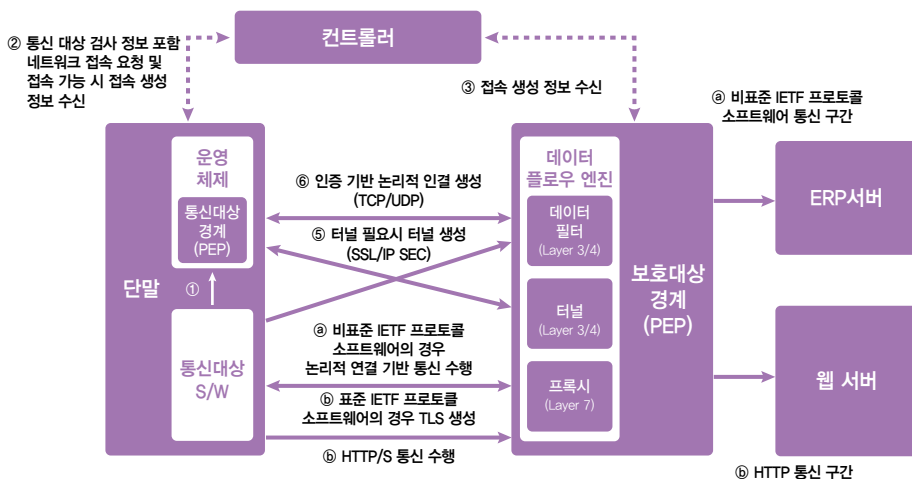 컨트롤러
② 통신 대상 검사 정보 포함
네트워크 접속 요청 및
접속 가능 시 접속 생성
정보 수신
③ 접속 생성 정보 수신
ⓐ 비표준 IETF 프로토콜
소프트웨어 통신 구간
단말
운영
체제
통신대상
경계
(PEP)
①
통신대상
S/W
⑥ 인증 기반 논리적 인결 생성
(TCP/UDP)
⑤ 터널 필요시 터널 생성
(SSL/IP SEC)
ⓐ 비표준 IETF 프로토콜
소프트웨어의 경우
논리적 연결 기반 통신 수행
ⓑ 표준 IETF 프로토콜
소프트웨어의 경우 TLS 생성
ⓑ HTTP/S 통신 수행
데이터
플로우 엔진
데이터
필터
(Layer 3/4)
터널
(Layer 3/4)
프록시
(Layer 7)
보호대상
경계
(PEP)
ERP서버
웹 서버
ⓑ HTTP 통신 구간